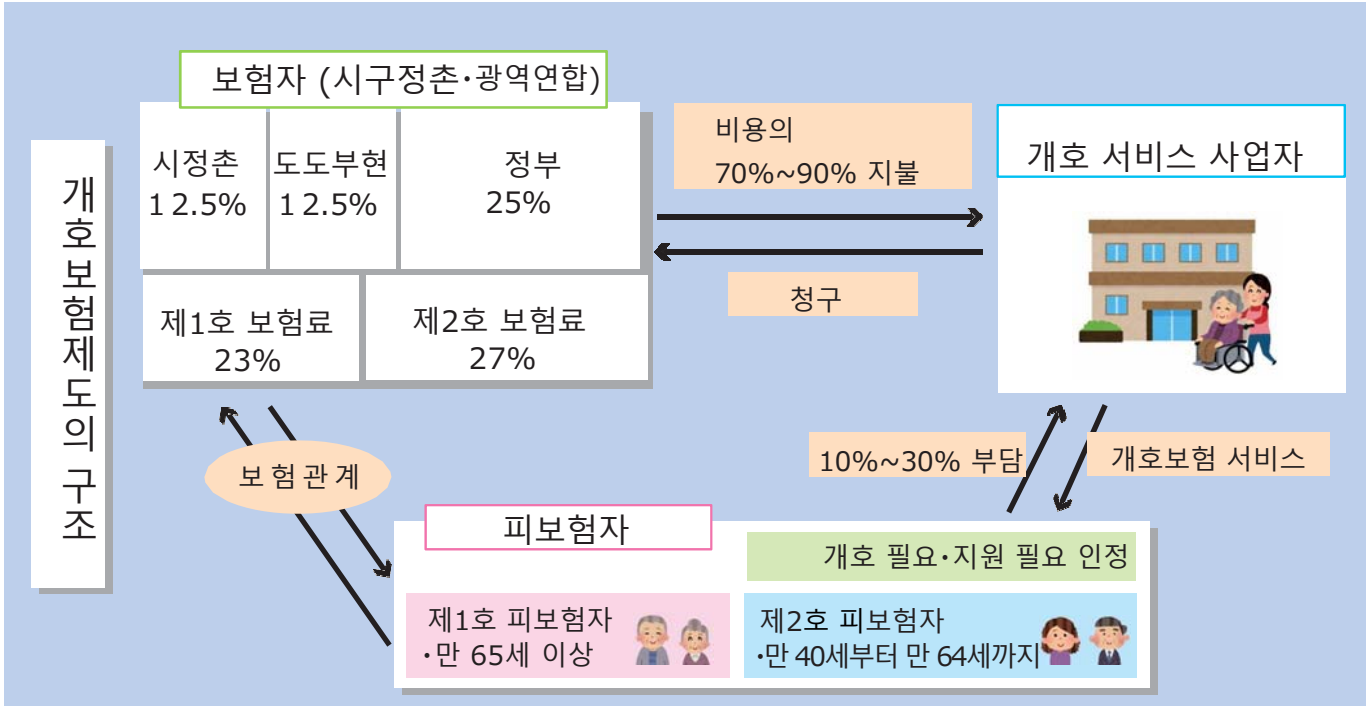 개호보험제도의 구조
보험자 (시구정촌·광역연합)
시정촌
1 2.5%
도도부현
1 2.5%
정부
25%
제1호 보험료
23%
제2호 보험료
27%
비용의
70%~90% 지불
청구
개호 서비스 사업자
보험관계
10%~30% 부담
개호보험 서비스
피보험자
개호 필요·지원 필요 인정
제1호 피보험자
·만 65세 이상
제2호 피보험자
·만 40세부터 만 64세까지